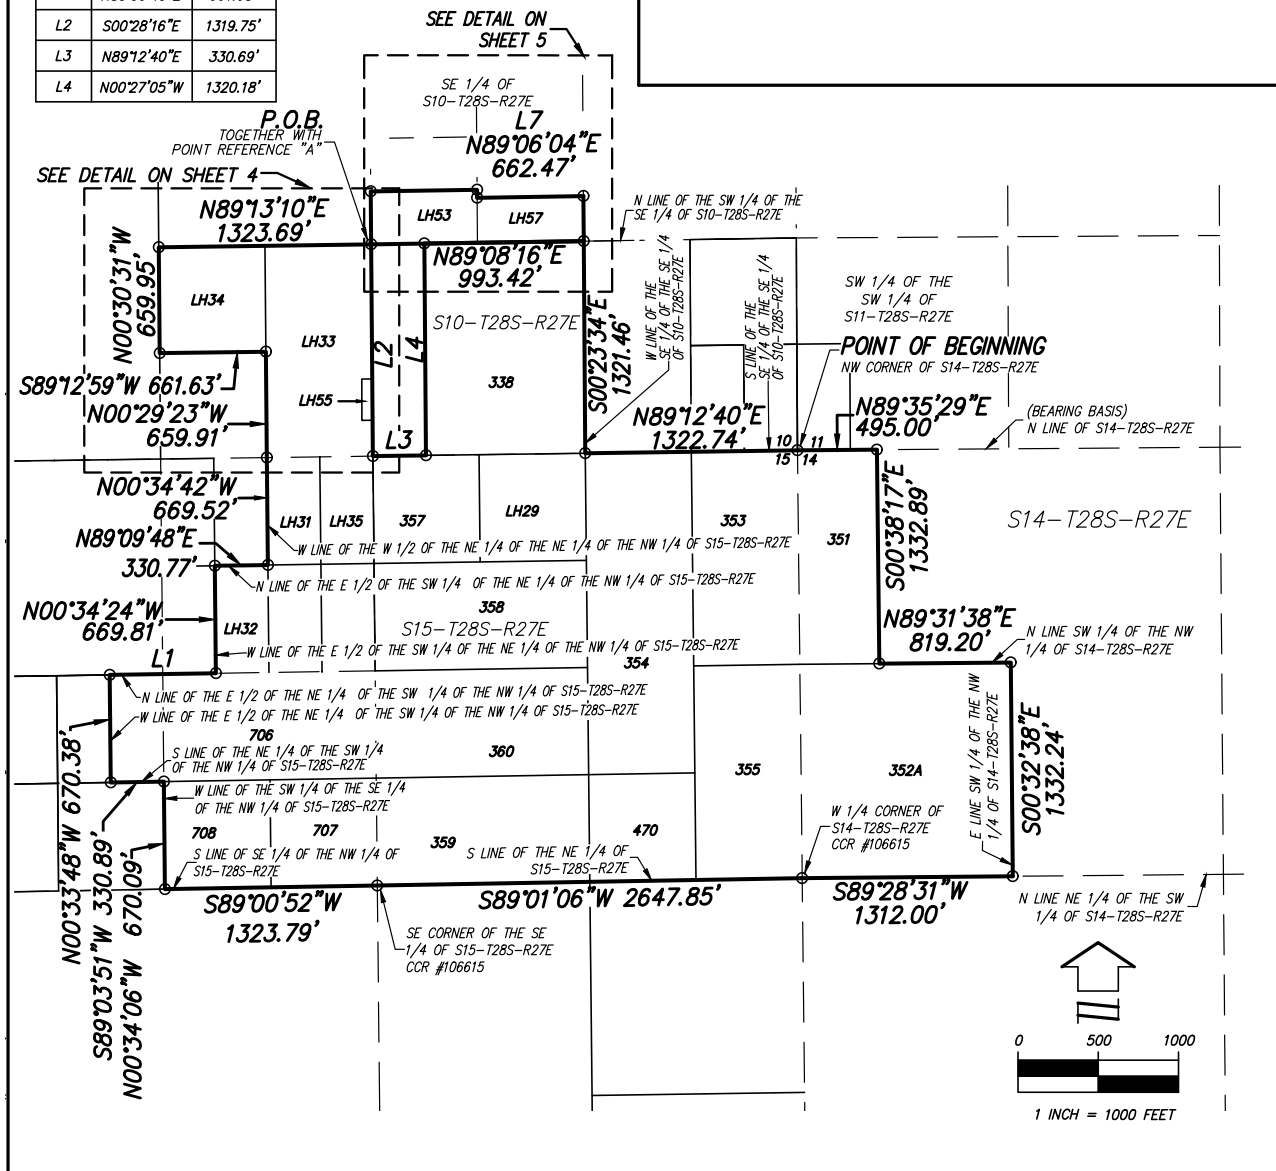 L2 S00°28'16"E 1319.75'
L3 N89°12'40"E 330.69'
L4 N00°27'05"W 1320.18'
SEE DETAIL ON
SHEET 5
SE 1/4 OF
S10-T28S-R27E
P.O.B.
TOGETHER WITH
POINT REFERENCE "A"
L7
N89°06'04"E
662.47'
SEE DETAIL ON SHEET 4
N89°13'10"E
1323.69'
LH53
LH57
N LINE OF THE SW 1/4 OF THE
SE 1/4 OF S10-T28S-R27E
N00°30'31"W
659.95'
LH34
N89°08'16"E
993.42'
W LINE OF THE
SE 1/4 OF THE SE 1/4
OF S10-T28S-R27E
S LINE OF THE
SE 1/4 OF THE SE 1/4
OF S10-T28S-R27E
SW 1/4 OF THE
SW 1/4 OF
S11-T28S-R27E
LH33
L2
L4
S10-T28S-R27E
S00°23'34"E
1321.46'
POINT OF BEGINNING
NW CORNER OF S14-T28S-R27E
S89°12'59"W 661.63'
LH55
338
N00°29'23"W
659.91'
L3
N89°12'40"E
1322.74'
10 11
15 14
N89°35'29"E
495.00'
(BEARING BASIS)
N LINE OF S14-T28S-R27E
N00°34'42"W
669.52'
LH31
LH35
357
LH29
353
351
S00°38'17"E
1332.89'
S14-T28S-R27E
N89°09'48"E
330.77'
W LINE OF THE W 1/2 OF THE NE 1/4 OF THE NE 1/4 OF THE NW 1/4 OF S15-T28S-R27E
N LINE OF THE E 1/2 OF THE SW 1/4 OF THE NE 1/4 OF THE NW 1/4 OF S15-T28S-R27E
N00°34'24"W
669.81'
LH32
358
S15-T28S-R27E
N89°31'38"E
819.20'
N LINE SW 1/4 OF THE NW
1/4 OF S14-T28S-R27E
W LINE OF THE E 1/2 OF THE SW 1/4 OF THE NE 1/4 OF THE NW 1/4 OF S15-T28S-R27E
L1
354
N LINE OF THE E 1/2 OF THE NE 1/4 OF THE SW 1/4 OF THE NW 1/4 OF S15-T28S-R27E
W LINE OF THE E 1/2 OF THE NE 1/4 OF THE SW 1/4 OF THE NW 1/4 OF S15-T28S-R27E
706
S LINE OF THE NE 1/4 OF THE SW 1/4
OF THE NW 1/4 OF S15-T28S-R27E
360
355
352A
E LINE SW 1/4 OF THE NW
1/4 OF S14-T28S-R27E
S00°32'38"E
1332.24'
N00°33'48"W 670.38'
W LINE OF THE SW 1/4 OF THE SE 1/4
OF THE NW 1/4 OF S15-T28S-R27E
W 1/4 CORNER OF
S14-T28S-R27E
CCR #106615
708
707
359
470
S LINE OF SE 1/4 OF THE NW 1/4 OF
S15-T28S-R27E
S LINE OF THE NE 1/4 OF
S15-T28S-R27E
S89°03'51"W 330.89'
N00°34'06"W 670.09'
S89°00'52"W
1323.79'
S89°01'06"W 2647.85'
S89°28'31"W
1312.00'
N LINE NE 1/4 OF THE SW
1/4 OF S14-T28S-R27E
SE CORNER OF THE SE
1/4 OF S15-T28S-R27E
CCR #106615
0 500 1000
1 INCH = 1000 FEET